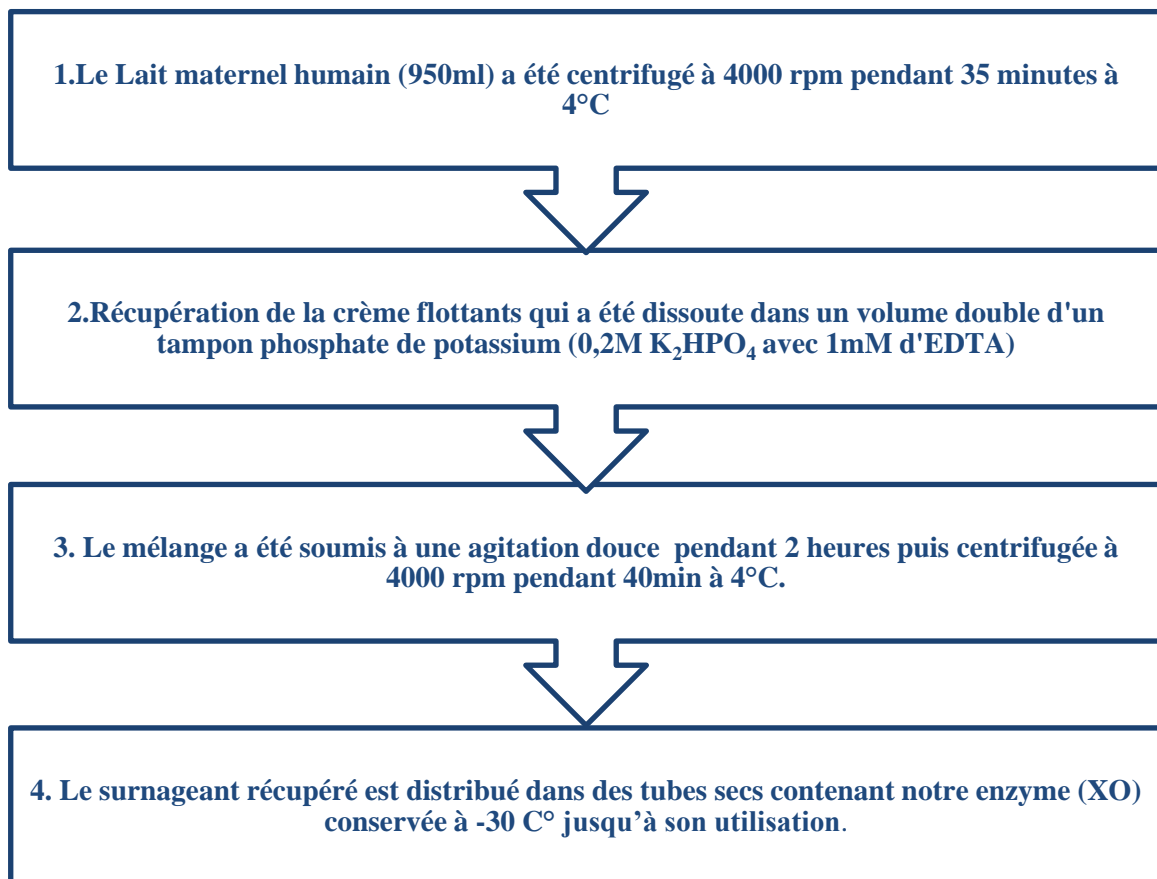 1.Le Lait maternel humain (950ml) a été centrifugé à 4000 rpm pendant 35 minutes à
4°C
2.Récupération de la crème flottants qui a été dissoute dans un volume double d'un
tampon phosphate de potassium (0,2M K₂HPO₄ avec 1mM d'EDTA)
3. Le mélange a été soumis à une agitation douce pendant 2 heures puis centrifugée à
4000 rpm pendant 40min à 4°C.
4. Le surnageant récupéré est distribué dans des tubes secs contenant notre enzyme (XO)
conservée à -30 C° jusqu’à son utilisation.